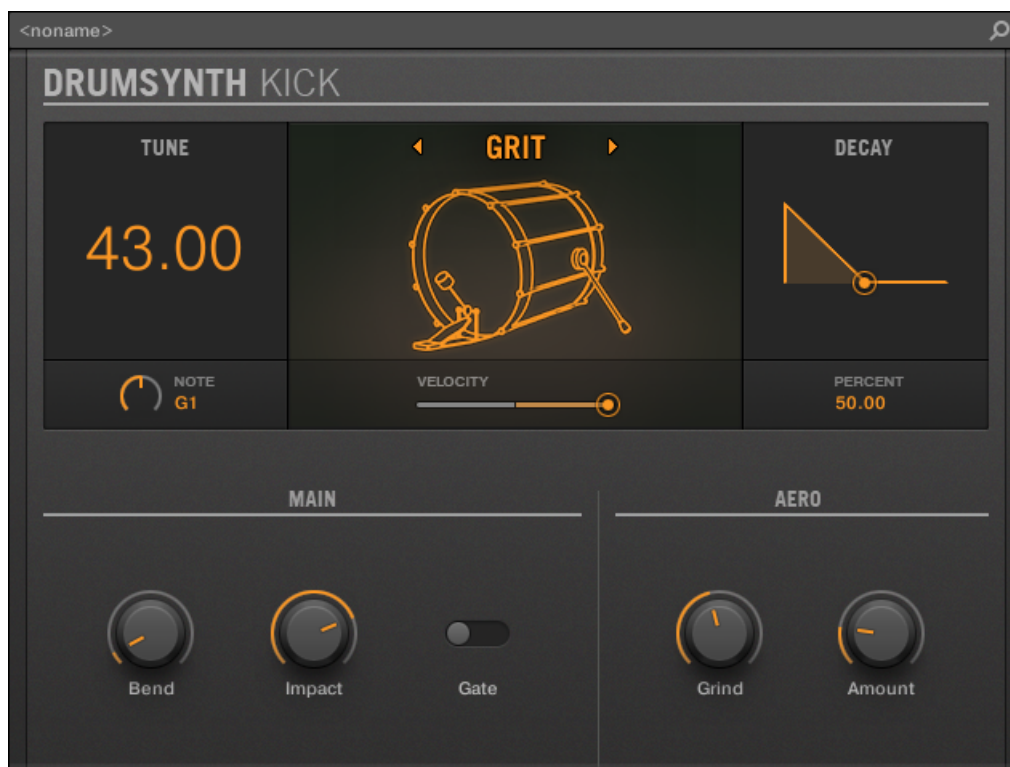 <noname>
DRUMSYNTH KICK
TUNE
GRIT
DECAY
43.00
NOTE
G1
VELOCITY
PERCENT
50.00
MAIN
AERO
Bend
Impact
Gate
Grind
Amount